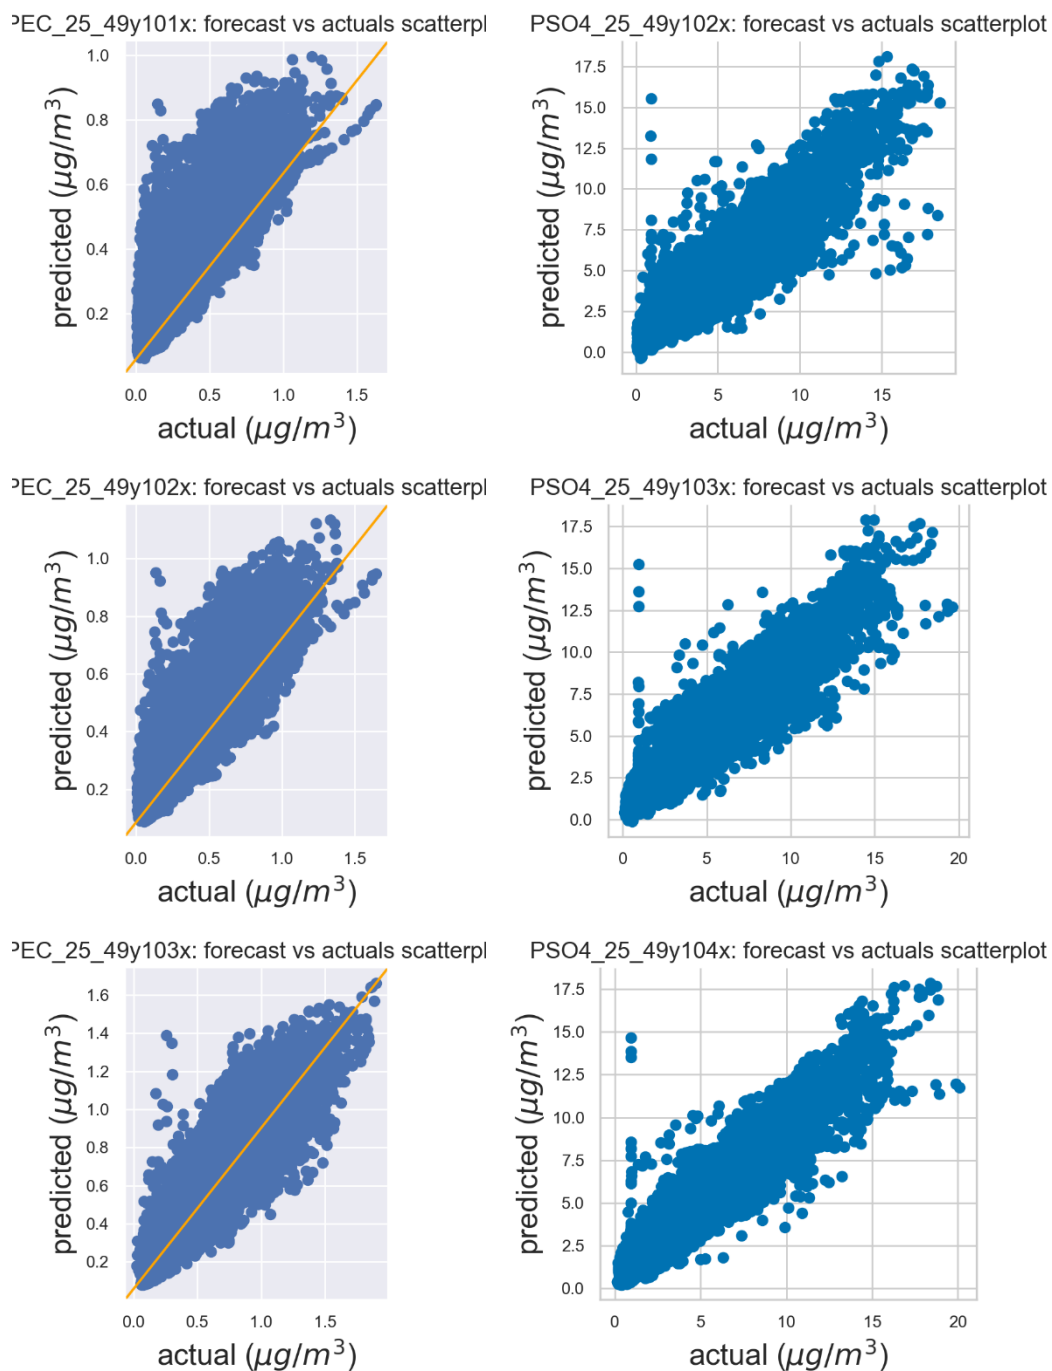 PEC_25_49y101x: forecast vs actuals scatterpl
1.0
0.8
0.6
0.4
0.2
predicted (μg/m³)
0.0 0.5 1.0 1.5
actual (μg/m³)
PSO4_25_49y102x: forecast vs actuals scatterplot
17.5
15.0
12.5
10.0
7.5
5.0
2.5
0.0
predicted (μg/m³)
0 5 10 15
actual (μg/m³)
PEC_25_49y102x: forecast vs actuals scatterpl
1.0
0.8
0.6
0.4
0.2
predicted (μg/m³)
0.0 0.5 1.0 1.5
actual (μg/m³)
PSO4_25_49y103x: forecast vs actuals scatterplot
17.5
15.0
12.5
10.0
7.5
5.0
2.5
0.0
predicted (μg/m³)
0 5 10 15 20
actual (μg/m³)
PEC_25_49y103x: forecast vs actuals scatterpl
1.6
1.4
1.2
1.0
0.8
0.6
0.4
0.2
predicted (μg/m³)
0.0 0.5 1.0 1.5
actual (μg/m³)
PSO4_25_49y104x: forecast vs actuals scatterplot
17.5
15.0
12.5
10.0
7.5
5.0
2.5
0.0
predicted (μg/m³)
0 5 10 15 20
actual (μg/m³)